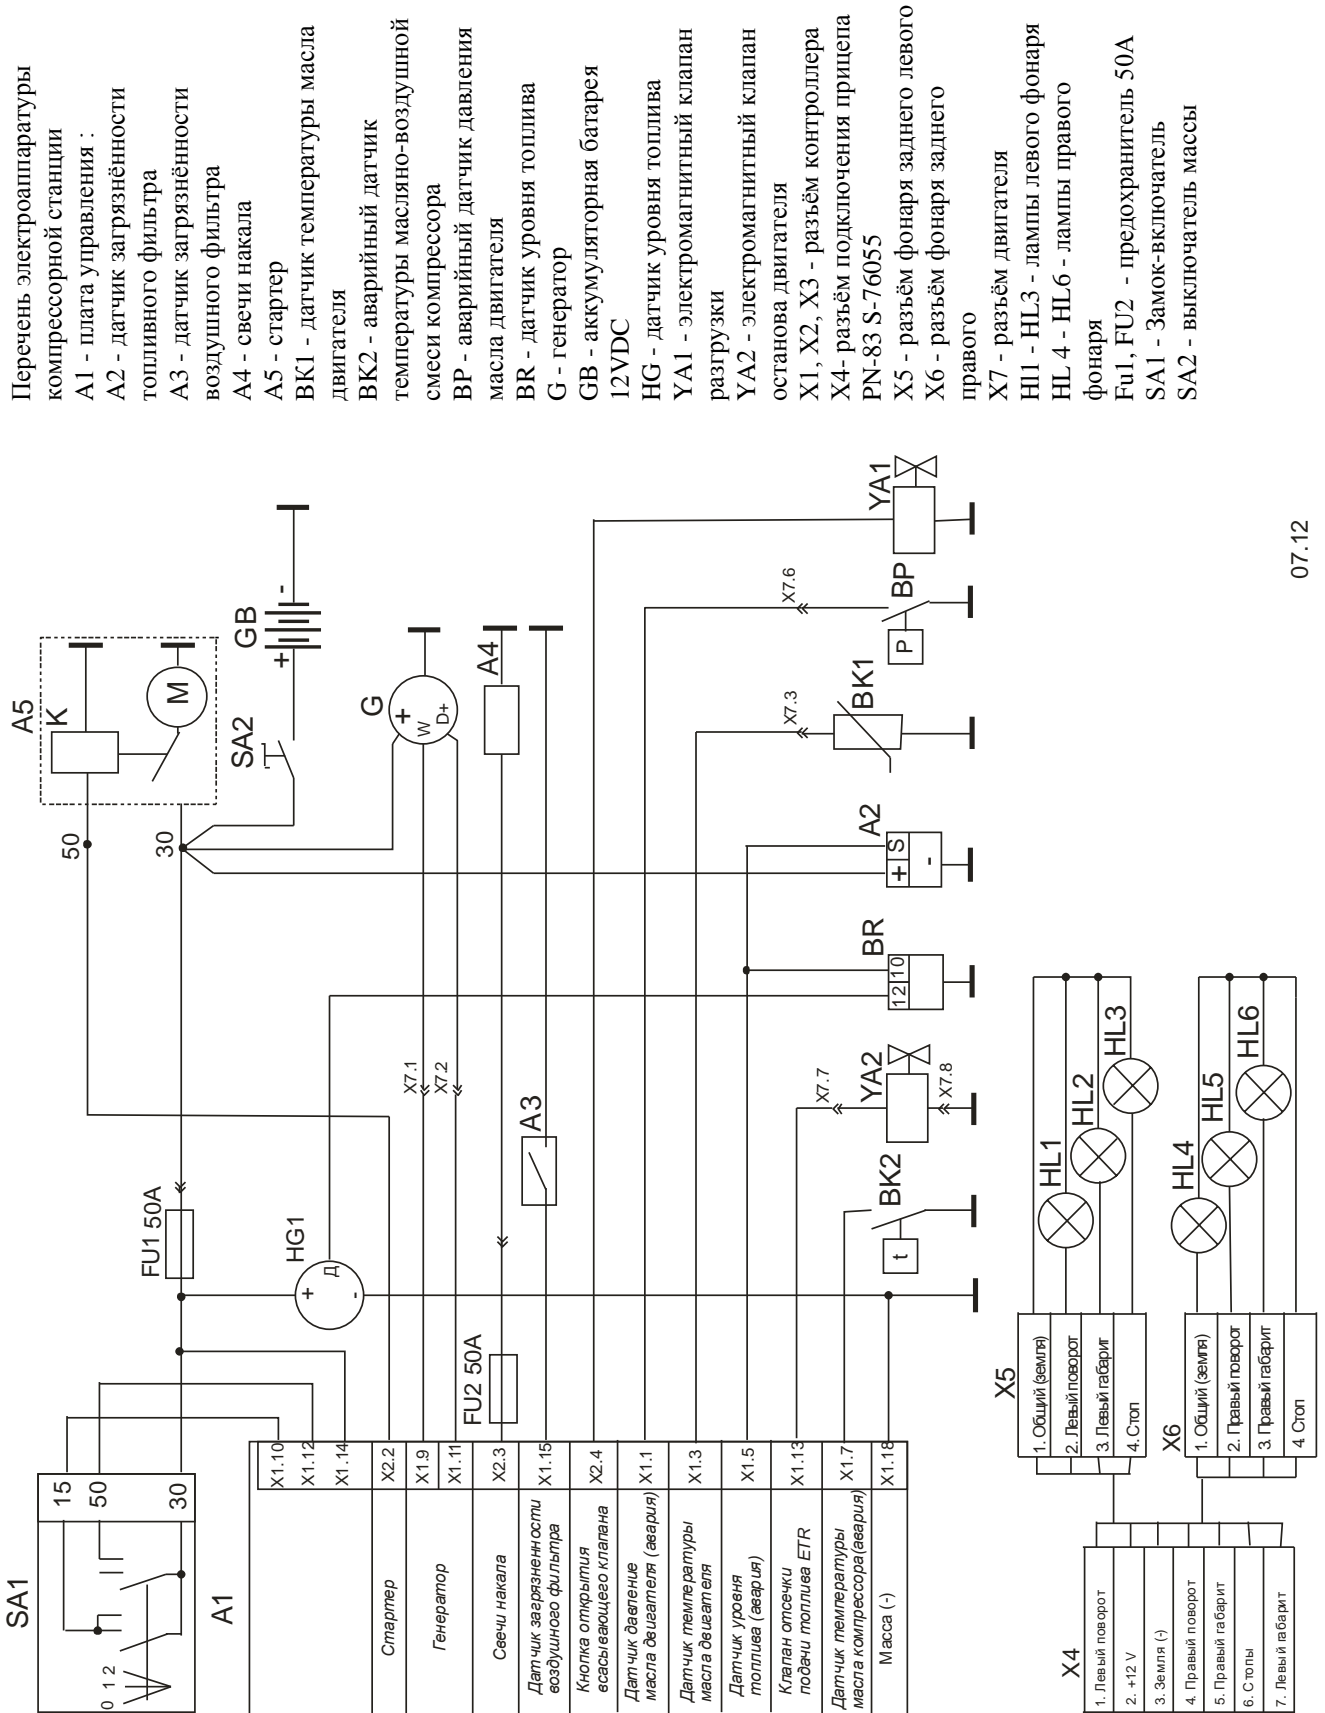 Перечень электроаппаратуры
компрессорной станции
A1 - плата управления :
A2 - датчик загрязнённости
топливного фильтра
A3 - датчик загрязнённости
воздушного фильтра
A4 - свечи накала
A5 - стартер
BK1 - датчик температуры масла
двигателя
BK2 - аварийный датчик
температуры масляно-воздушной
смеси компрессора
BP - аварийный датчик давления
масла двигателя
BR - датчик уровня топлива
G - генератор
GB - аккумуляторная батарея
12VDC
HG - датчик уровня топлива
YA1 - электромагнитный клапан
разгрузки
YA2 - электромагнитный клапан
останова двигателя
X1, X2, X3 - разъём контроллера
X4- разъём подключения прицепа
PN-83 S-76055
X5 - разъём фонаря заднего левого
X6 - разъём фонаря заднего
правого
X7 - разъём двигателя
Hl1 - HL3 - лампы левого фонаря
HL 4 - HL6 - лампы правого
фонаря
Fu1, FU2 - предохранитель 50А
SA1 - Замок-включатель
SA2 - выключатель массы
SA1
0 1 2
15
50
30
FU1 50A
50
30
A5
K
M
SA2
GB
+
-
HG1
+
Д
-
G
+
W
D+
X7.1
X7.2
FU2 50A
A4
A3
A1
X1.10
X1.12
X1.14
Стартер
X2.2
Генератор
X1.9
X1.11
Свечи накала
X2.3
Датчик загрязненности
воздушного фильтра
X1.15
Кнопка открытия
всасывающего клапана
X2.4
Датчик давление
масла двигателя (авария)
X1.1
Датчик температуры
масла двигателя
X1.3
Датчик уровня
топлива (авария)
X1.5
Клапан отсечки
подачи топлива ETR
X1.13
Датчик температуры
масла компрессора(авария)
X1.7
Масса (-)
X1.18
BK2
t
X7.7
YA2
X7.8
BR
12
10
A2
+
S
-
X7.3
BK1
X7.6
BP
P
YA1
X4
1. Левый поворот
2. +12 V
3. Земля (-)
4. Правый поворот
5. Правый габарит
6. Стопы
7. Левый габарит
X5
1. Общий (земля)
2. Левый поворот
3. Левый габарит
4. Стоп
HL1
HL2
HL3
X6
1. Общий (земля)
2. Правый поворот
3. Правый габарит
4. Стоп
HL4
HL5
HL6
07.12